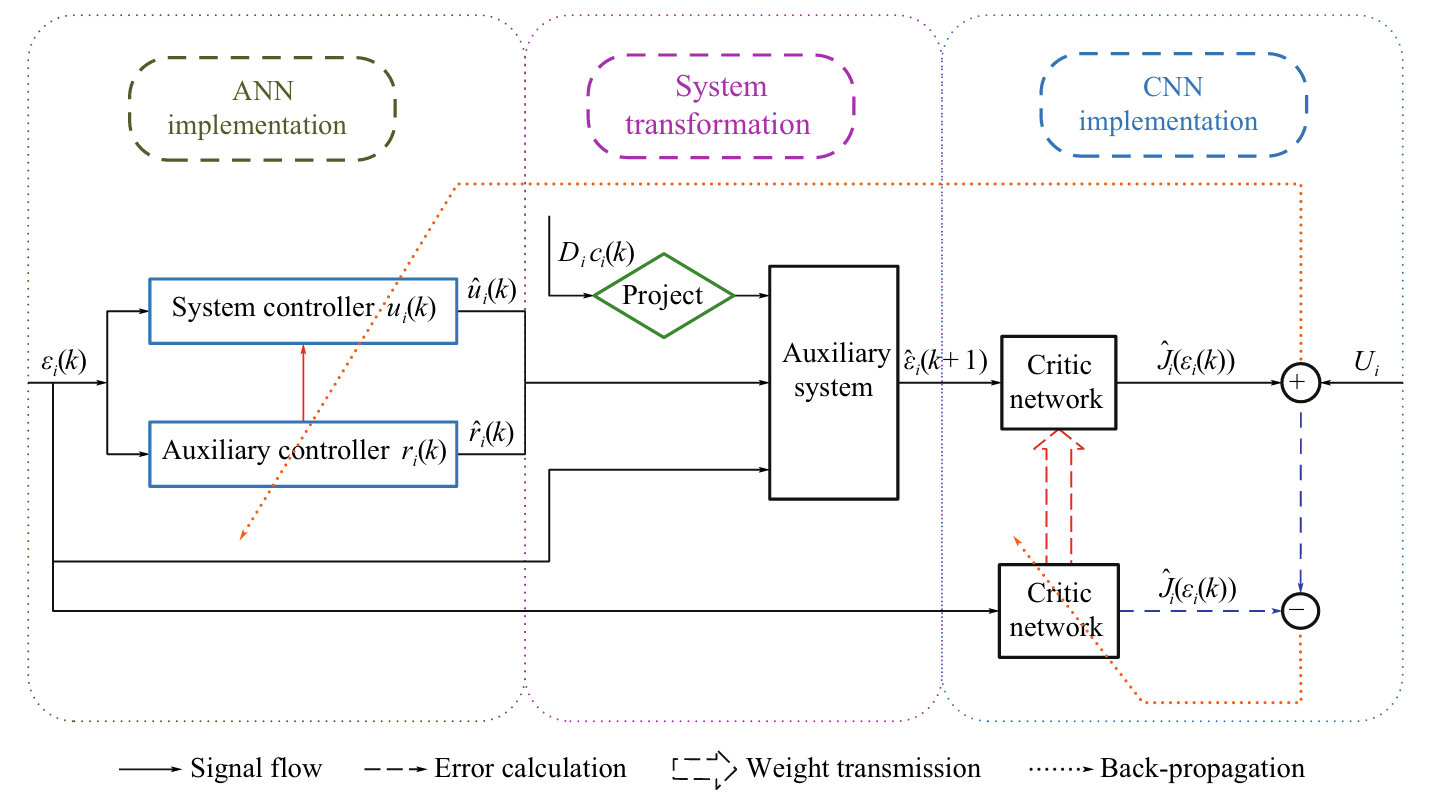 ANN
implementation
System
transformation
CNN
implementation
D_i c_i(k)
Project
System controller u_i(k)
û_i(k)
ε_i(k)
Auxiliary controller r_i(k)
r̂_i(k)
Auxiliary
system
ε̂_i(k+1)
Critic
network
Ĵ_i(ε_i(k))
+
U_i
Critic
network
Ĵ_i(ε_i(k))
−
Signal flow
Error calculation
Weight transmission
Back-propagation